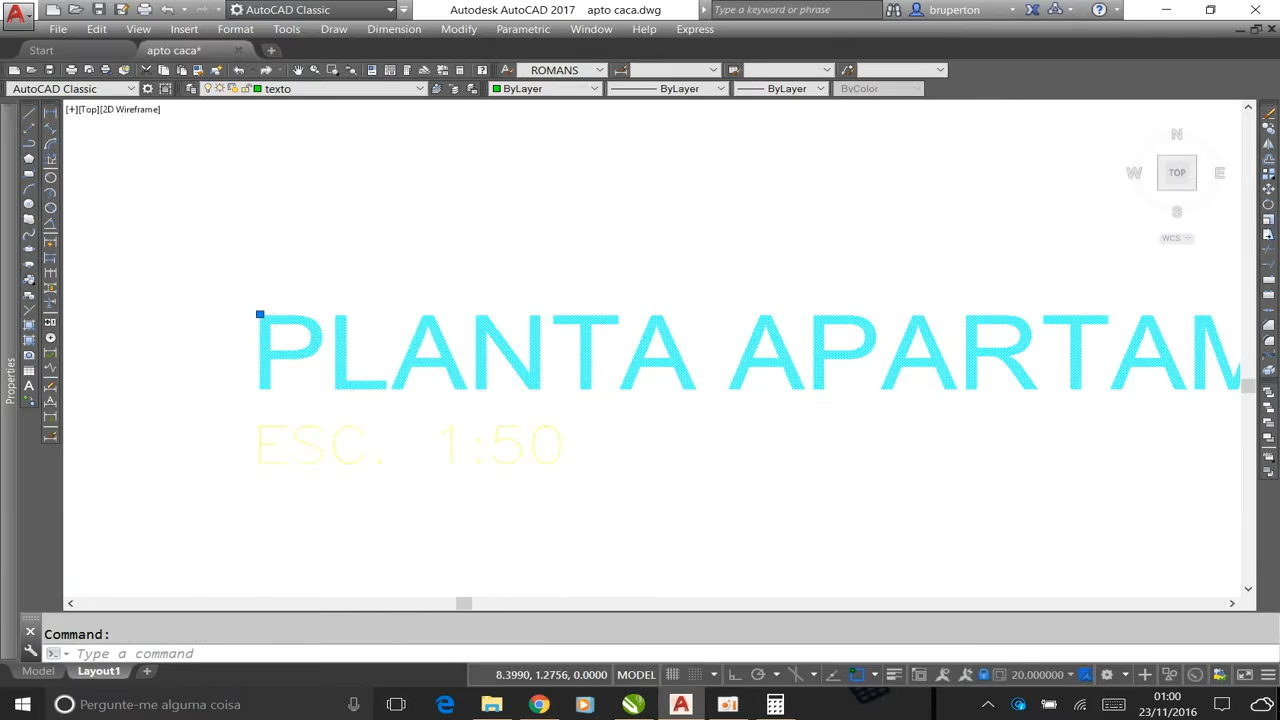 AutoCAD Classic
Autodesk AutoCAD 2017 apto caca.dwg
Type a keyword or phrase
bruperton
File Edit View Insert Format Tools Draw Dimension Modify Parametric Window Help Express
Start
apto caca*
ROMANS
AutoCAD Classic
texto
ByLayer
ByLayer
ByLayer
ByColor
[+][Top][2D Wireframe]
N
W
TOP
E
S
WCS
PLANTA APARTAM
ESC. 1:50
Properties
Command:
Type a command
Model
Layout1
8.3990, 1.2756, 0.0000
MODEL
20.000000
Pergunte-me alguma coisa
01:00
23/11/2016